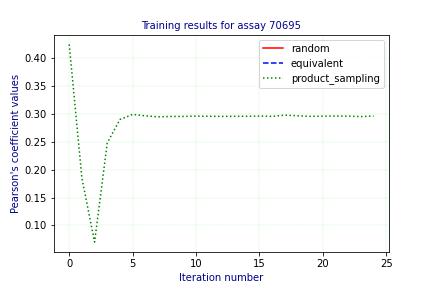 Training results for assay 70695
random
equivalent
product_sampling
Pearson's coefficient values
0.40
0.35
0.30
0.25
0.20
0.15
0.10
0
5
10
15
20
25
Iteration number